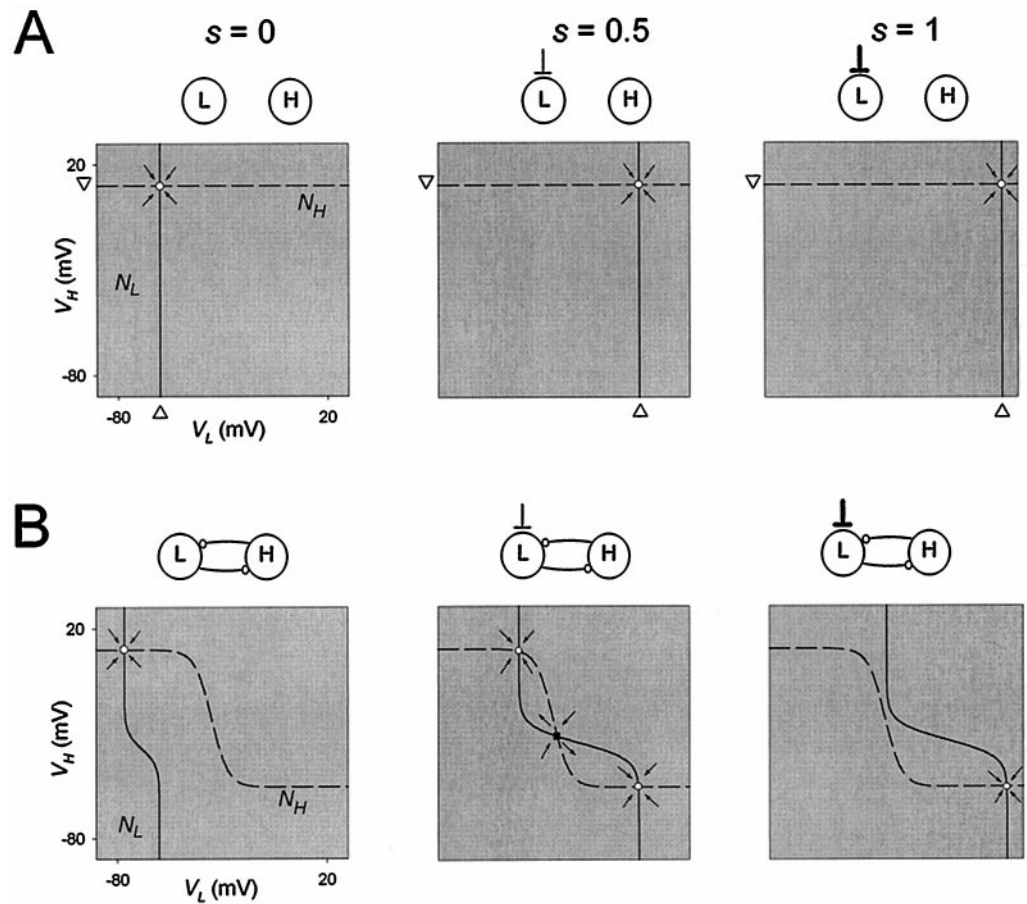 A
s = 0
s = 0.5
s = 1
L H
L H
L H
20
N_H
V_H (mV)
N_L
-80
-80 20
V_L (mV)
B
L H
L H
L H
20
V_H (mV)
N_H
N_L
-80
-80 20
V_L (mV)